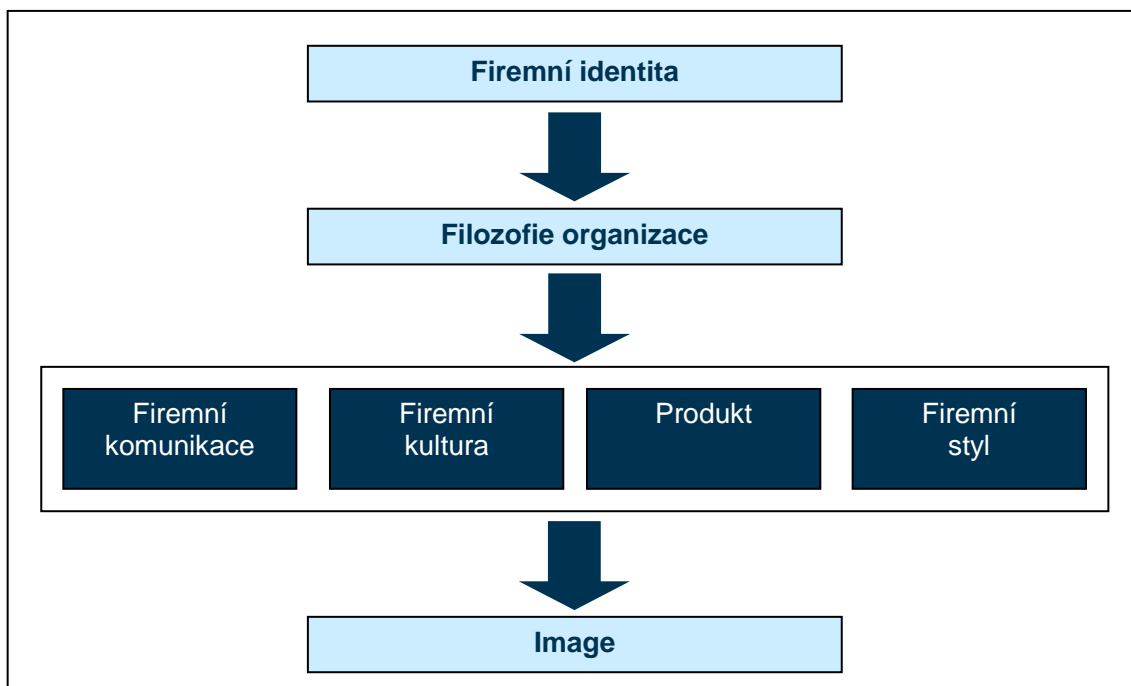 Firemní identita
Filozofie organizace
Firemní
komunikace
Firemní
kultura
Produkt
Firemní
styl
Image